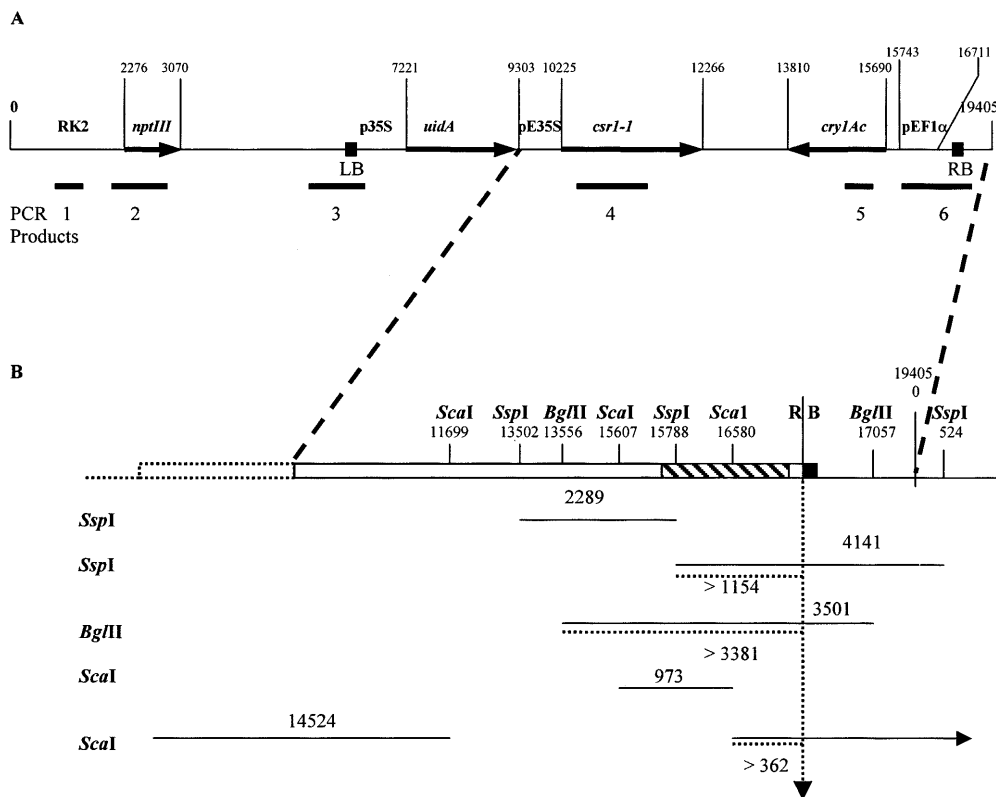 A
15743 16711
2276 3070 7221 9303 10225 12266 13810 15690
0 19405
RK2 nptIII p35S uidA pE35S csr1-1 cry1Ac pEF1α
LB RB
PCR 1 2 3 4 5 6
Products
B
19405
0
ScaI SspI BglII ScaI SspI Sca1 R B BglII SspI
11699 13502 13556 15607 15788 16580 17057 524
2289
SspI
4141
SspI
> 1154
3501
BglII
> 3381
973
ScaI
14524
ScaI
> 362